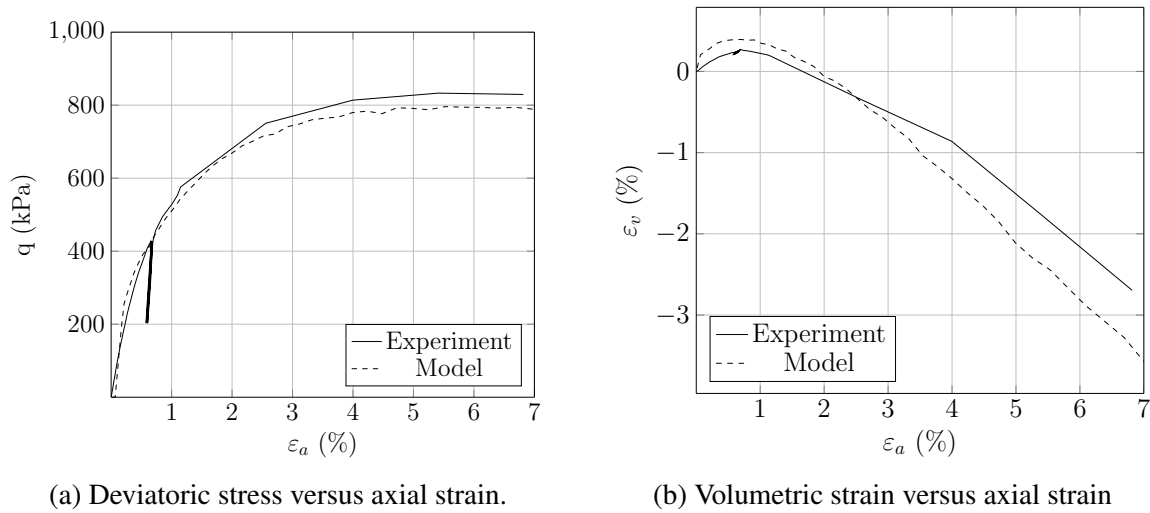 1,000
800
600
400
200
q (kPa)
1 2 3 4 5 6 7
εa (%)
Experiment
Model
(a) Deviatoric stress versus axial strain.
0
−1
−2
−3
εv (%)
1 2 3 4 5 6 7
εa (%)
Experiment
Model
(b) Volumetric strain versus axial strain